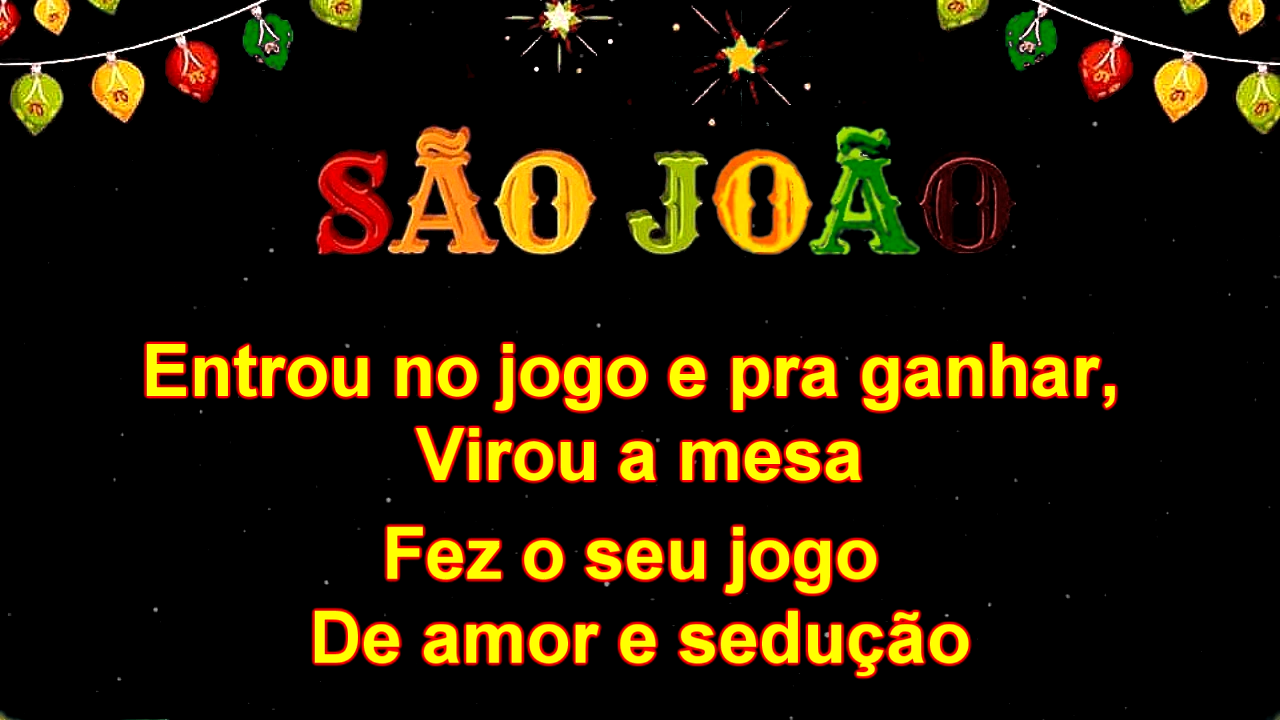 SÃO JOÃO
Entrou no jogo e pra ganhar,
Virou a mesa
Fez o seu jogo
De amor e sedução